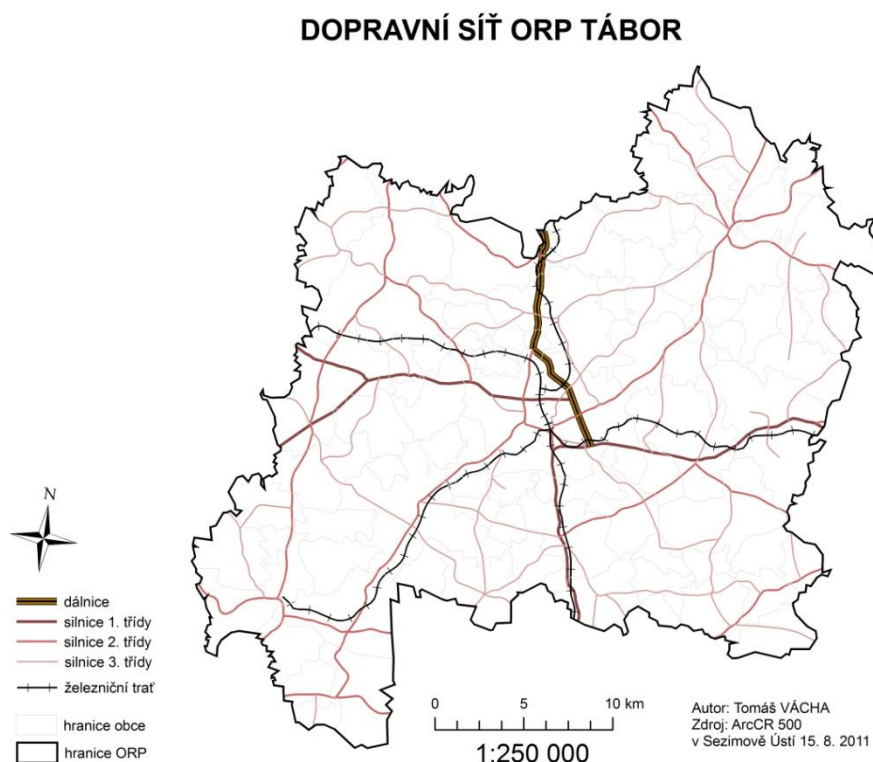 DOPRAVNÍ SÍŤ ORP TÁBOR
N
dálnice
silnice 1. třídy
silnice 2. třídy
silnice 3. třídy
železniční trať
hranice obce
hranice ORP
0 5 10 km
1:250 000
Autor: Tomáš VÁCHA
Zdroj: ArcCR 500
v Sezimově Ústí 15. 8. 2011